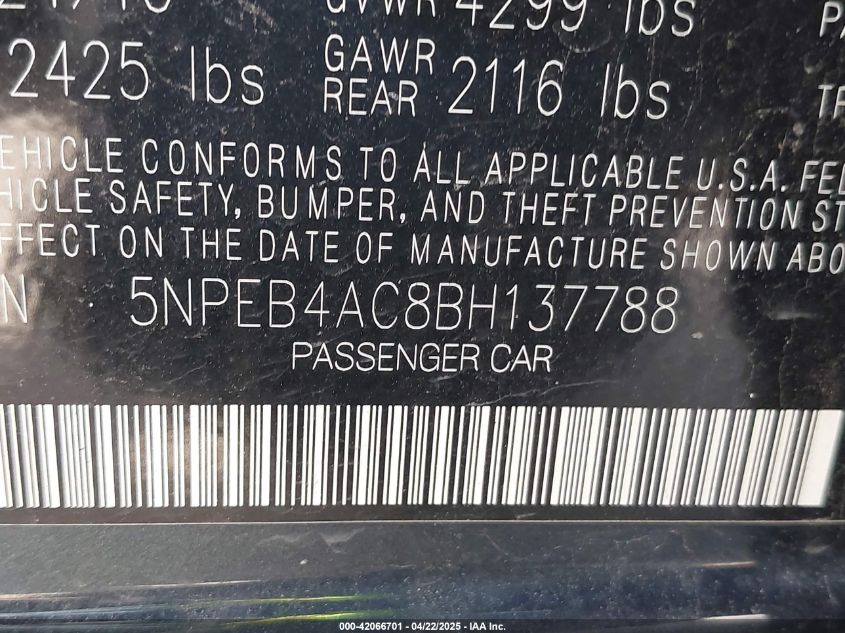 GVWR 4299 lbs
2425 lbs GAWR REAR 2116 lbs
EHICLE CONFORMS TO ALL APPLICABLE U.S.A. FE
HICLE SAFETY, BUMPER, AND THEFT PREVENTION ST
FFECT ON THE DATE OF MANUFACTURE SHOWN ABO
N 5NPEB4AC8BH137788
PASSENGER CAR
000-42066701 - 04/22/2025 - IAA Inc.